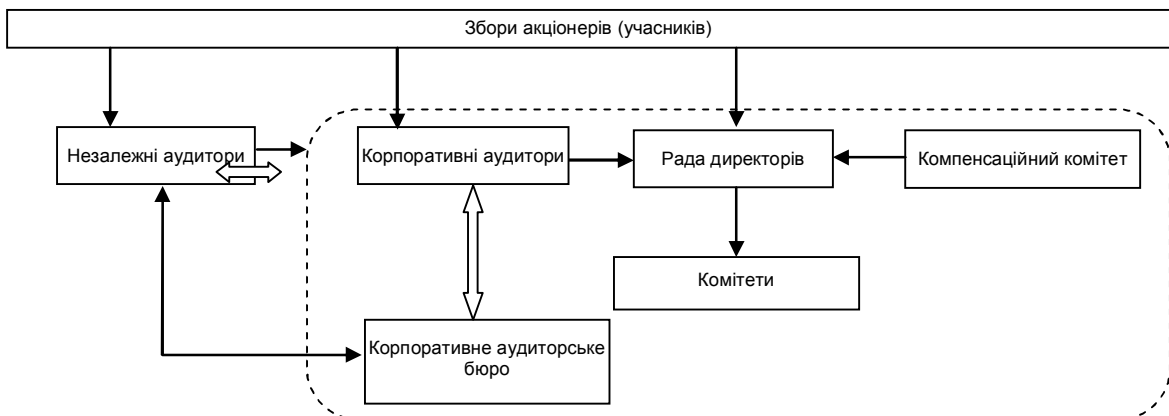 Збори акціонерів (учасників)
Незалежні аудитори
Корпоративні аудитори
Рада директорів
Компенсаційний комітет
Комітети
Корпоративне аудиторське
бюро